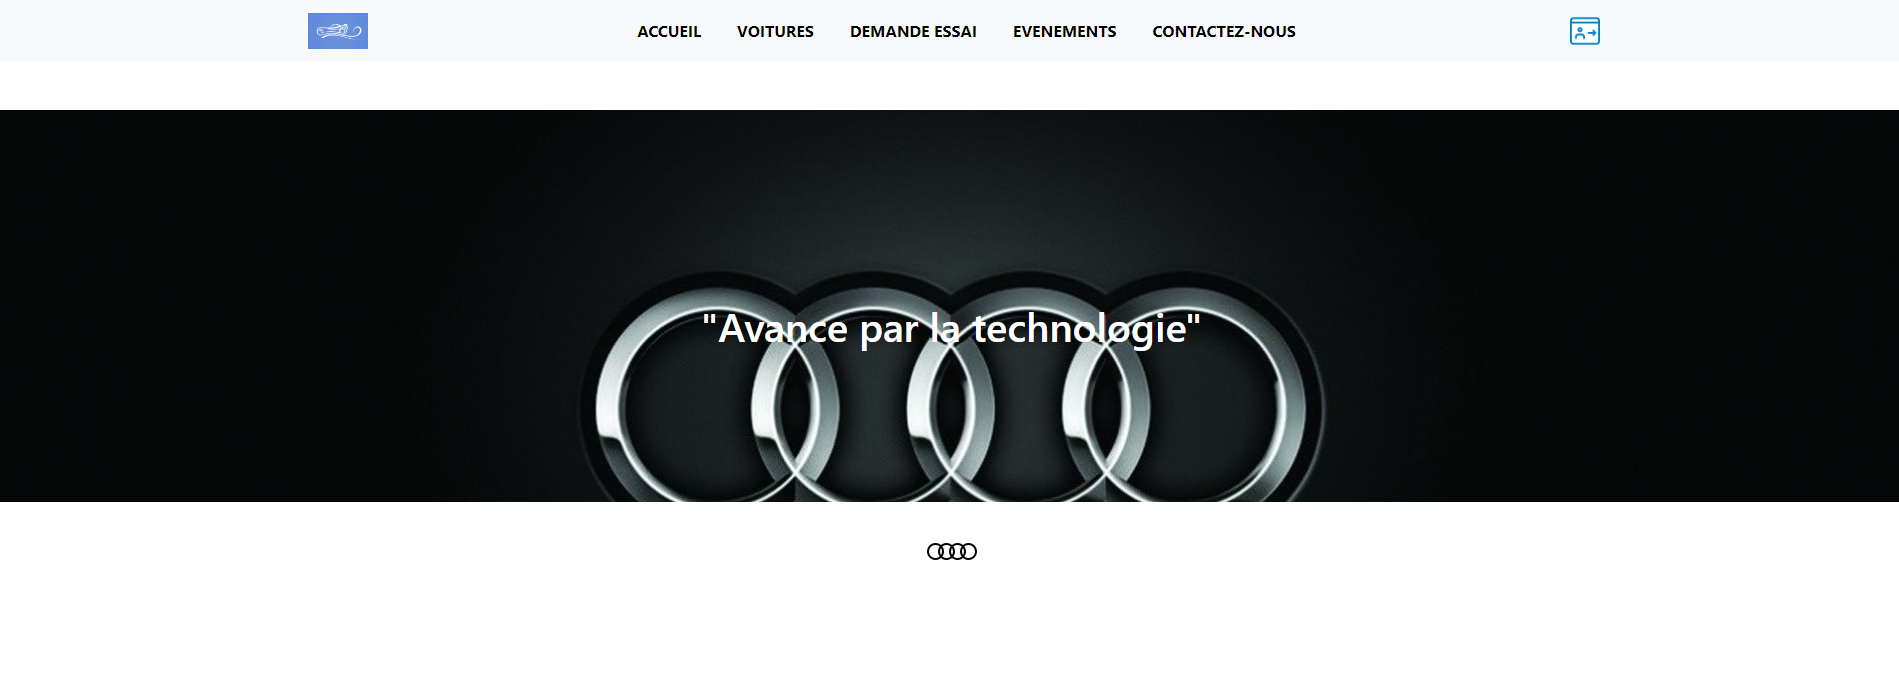 ACCUEIL VOITURES DEMANDE ESSAI EVENEMENTS CONTACTEZ-NOUS
"Avance par la technologie"